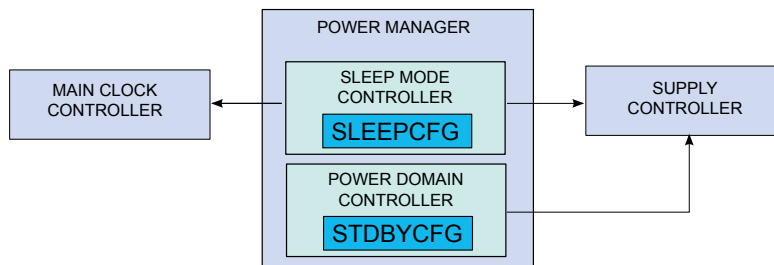 POWER MANAGER
SLEEP MODE
CONTROLLER
SLEEPCFG
MAIN CLOCK
CONTROLLER
SUPPLY
CONTROLLER
POWER DOMAIN
CONTROLLER
STDBYCFG